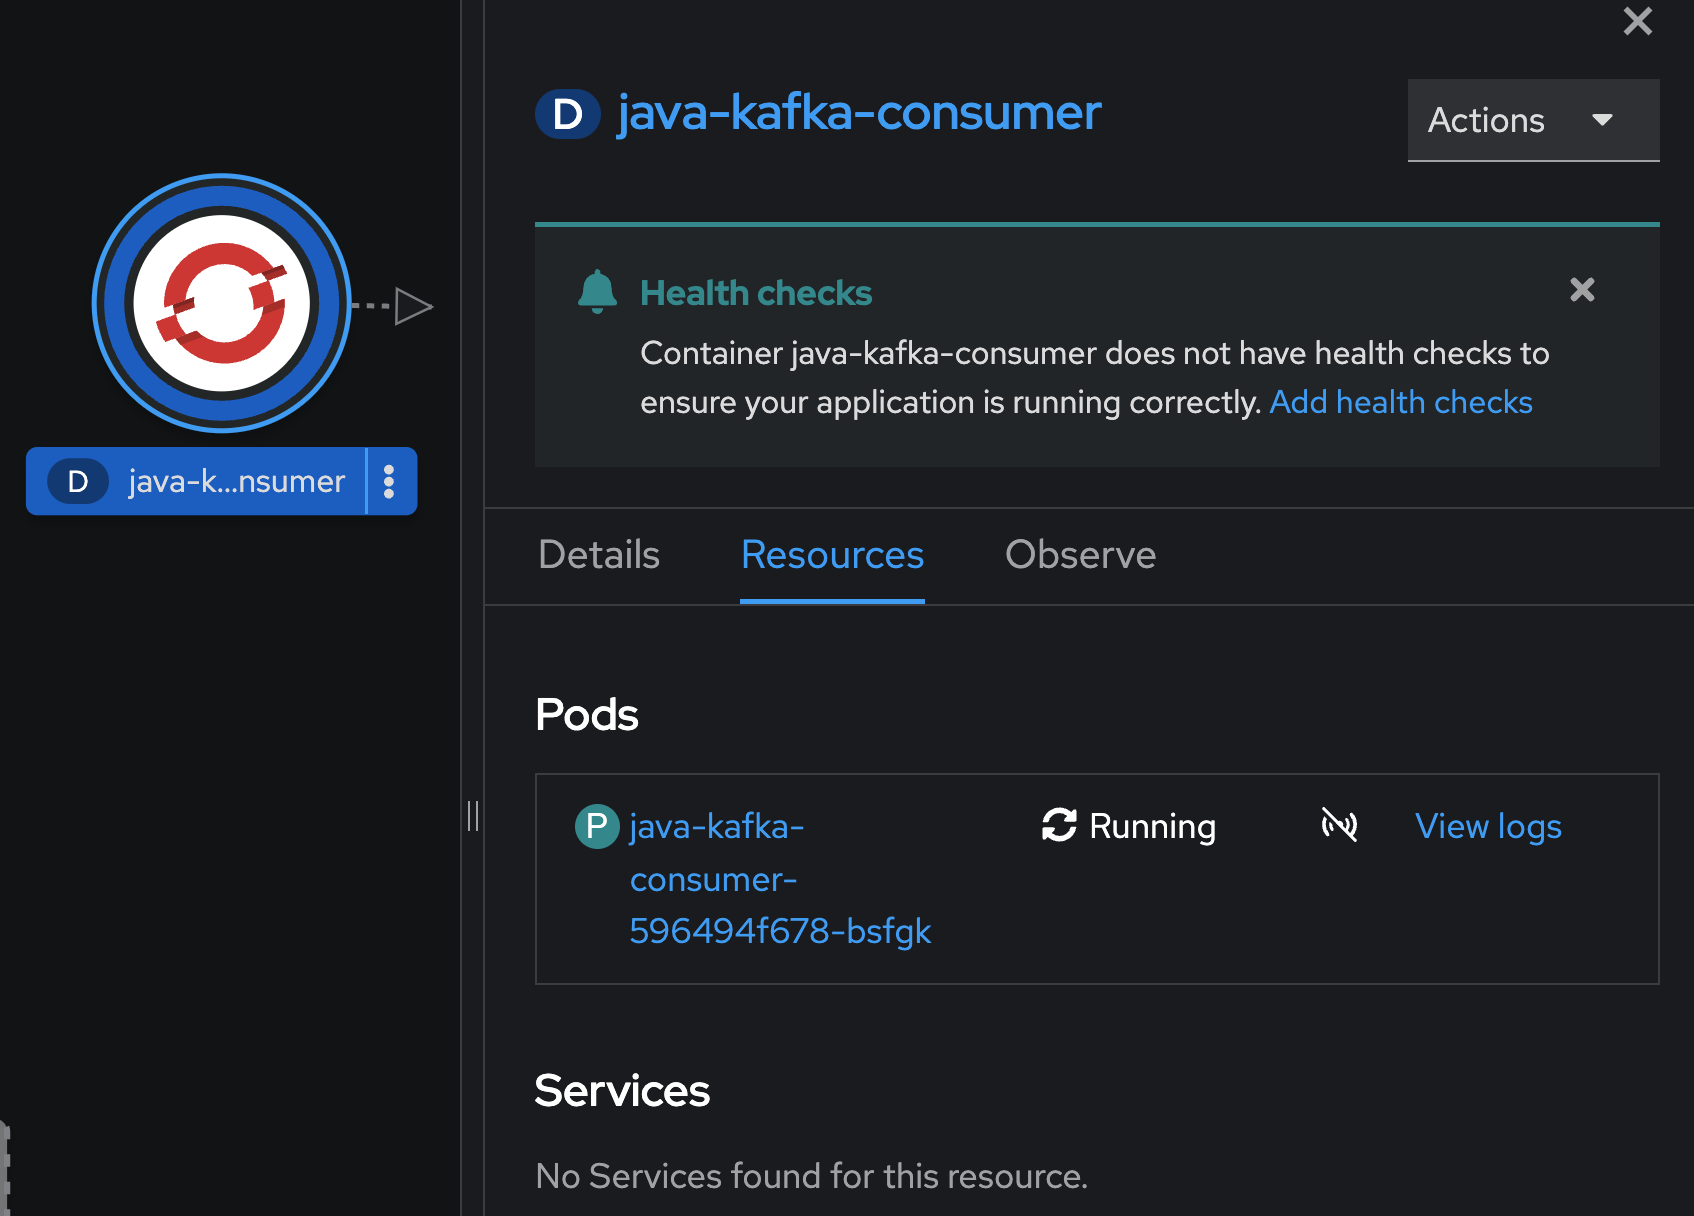 D java-kafka-consumer
Actions
Health checks
Container java-kafka-consumer does not have health checks to
ensure your application is running correctly. Add health checks
D java-k...nsumer
Details Resources Observe
Pods
P java-kafka-
consumer-
596494f678-bsfgk
Running
View logs
Services
No Services found for this resource.